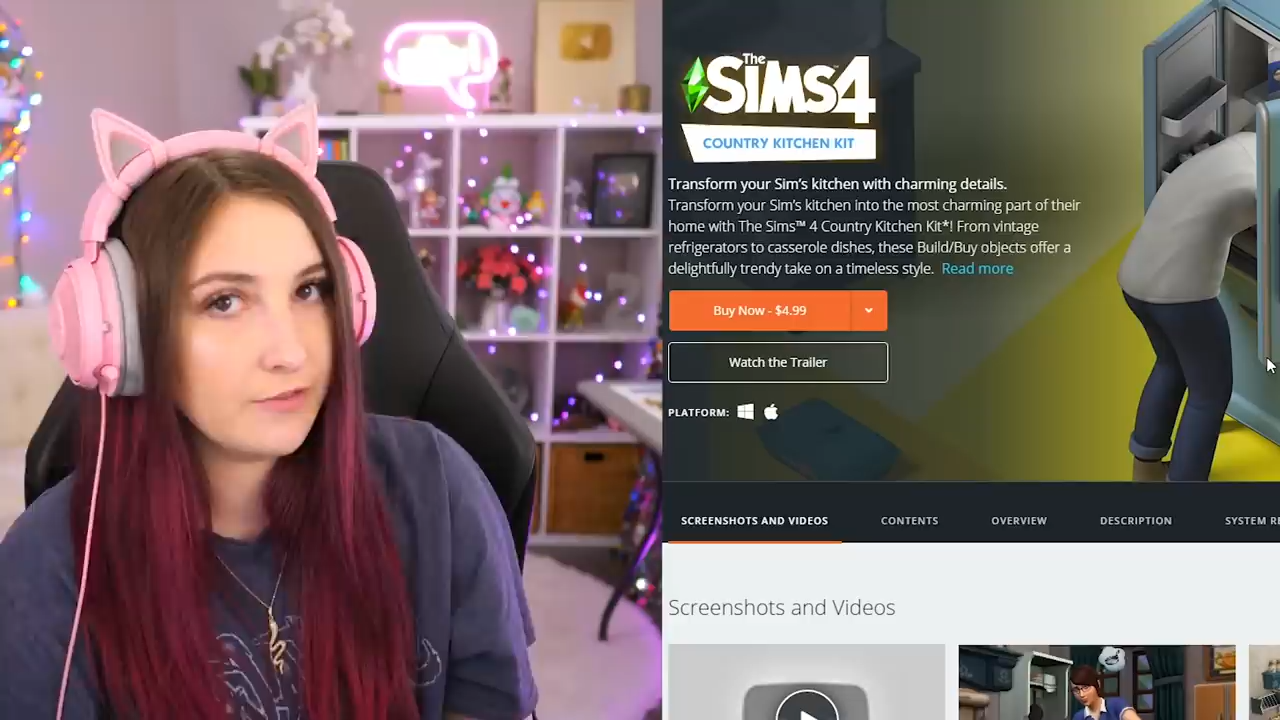 The
SIMS4
COUNTRY KITCHEN KIT
Transform your Sim's kitchen with charming details.
Transform your Sim's kitchen into the most charming part of their
home with The Sims™ 4 Country Kitchen Kit*! From vintage
refrigerators to casserole dishes, these Build/Buy objects offer a
delightfully trendy take on a timeless style. Read more
Buy Now - $4.99
Watch the Trailer
PLATFORM:
SCREENSHOTS AND VIDEOS CONTENTS OVERVIEW DESCRIPTION SYSTEM RE
Screenshots and Videos